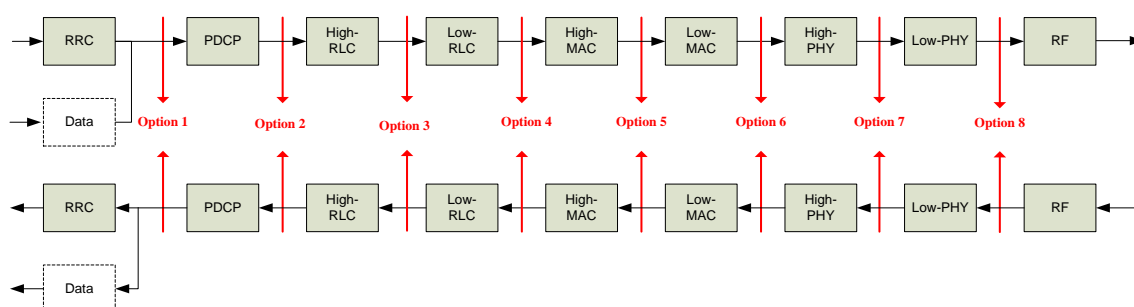 RRC
PDCP
High-
RLC
Low-
RLC
High-
MAC
Low-
MAC
High-
PHY
Low-PHY
RF
Data
Option 1
Option 2
Option 3
Option 4
Option 5
Option 6
Option 7
Option 8
RRC
PDCP
High-
RLC
Low-
RLC
High-
MAC
Low-
MAC
High-
PHY
Low-PHY
RF
Data